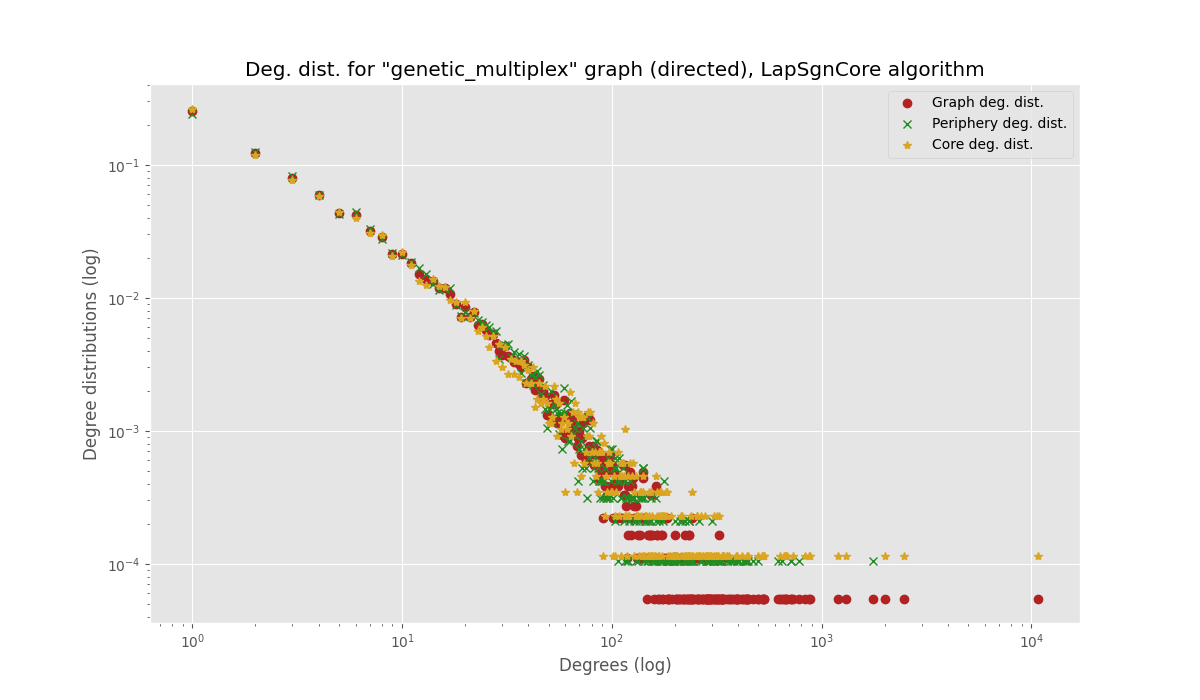 Deg. dist. for "genetic_multiplex" graph (directed), LapSgnCore algorithm
Graph deg. dist.
Periphery deg. dist.
Core deg. dist.
Degree distributions (log)
10⁻¹
10⁻²
10⁻³
10⁻⁴
10⁰ 10¹ 10² 10³ 10⁴
Degrees (log)